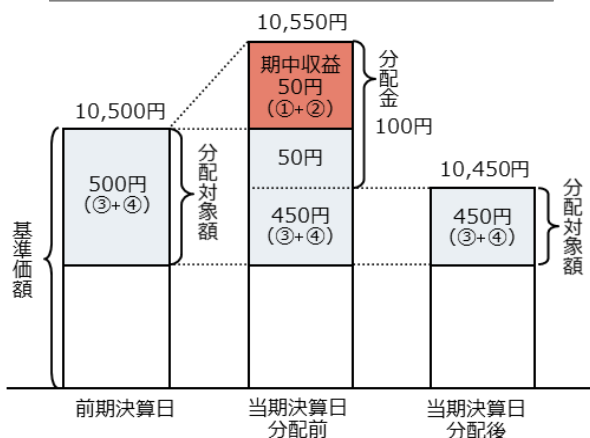 10,550円
期中収益
50円
(①+②)
分配金
100円
10,500円
500円
(③+④)
分配対象額
50円
450円
(③+④)
10,450円
450円
(③+④)
分配対象額
基準価額
前期決算日
当期決算日
分配前
当期決算日
分配後